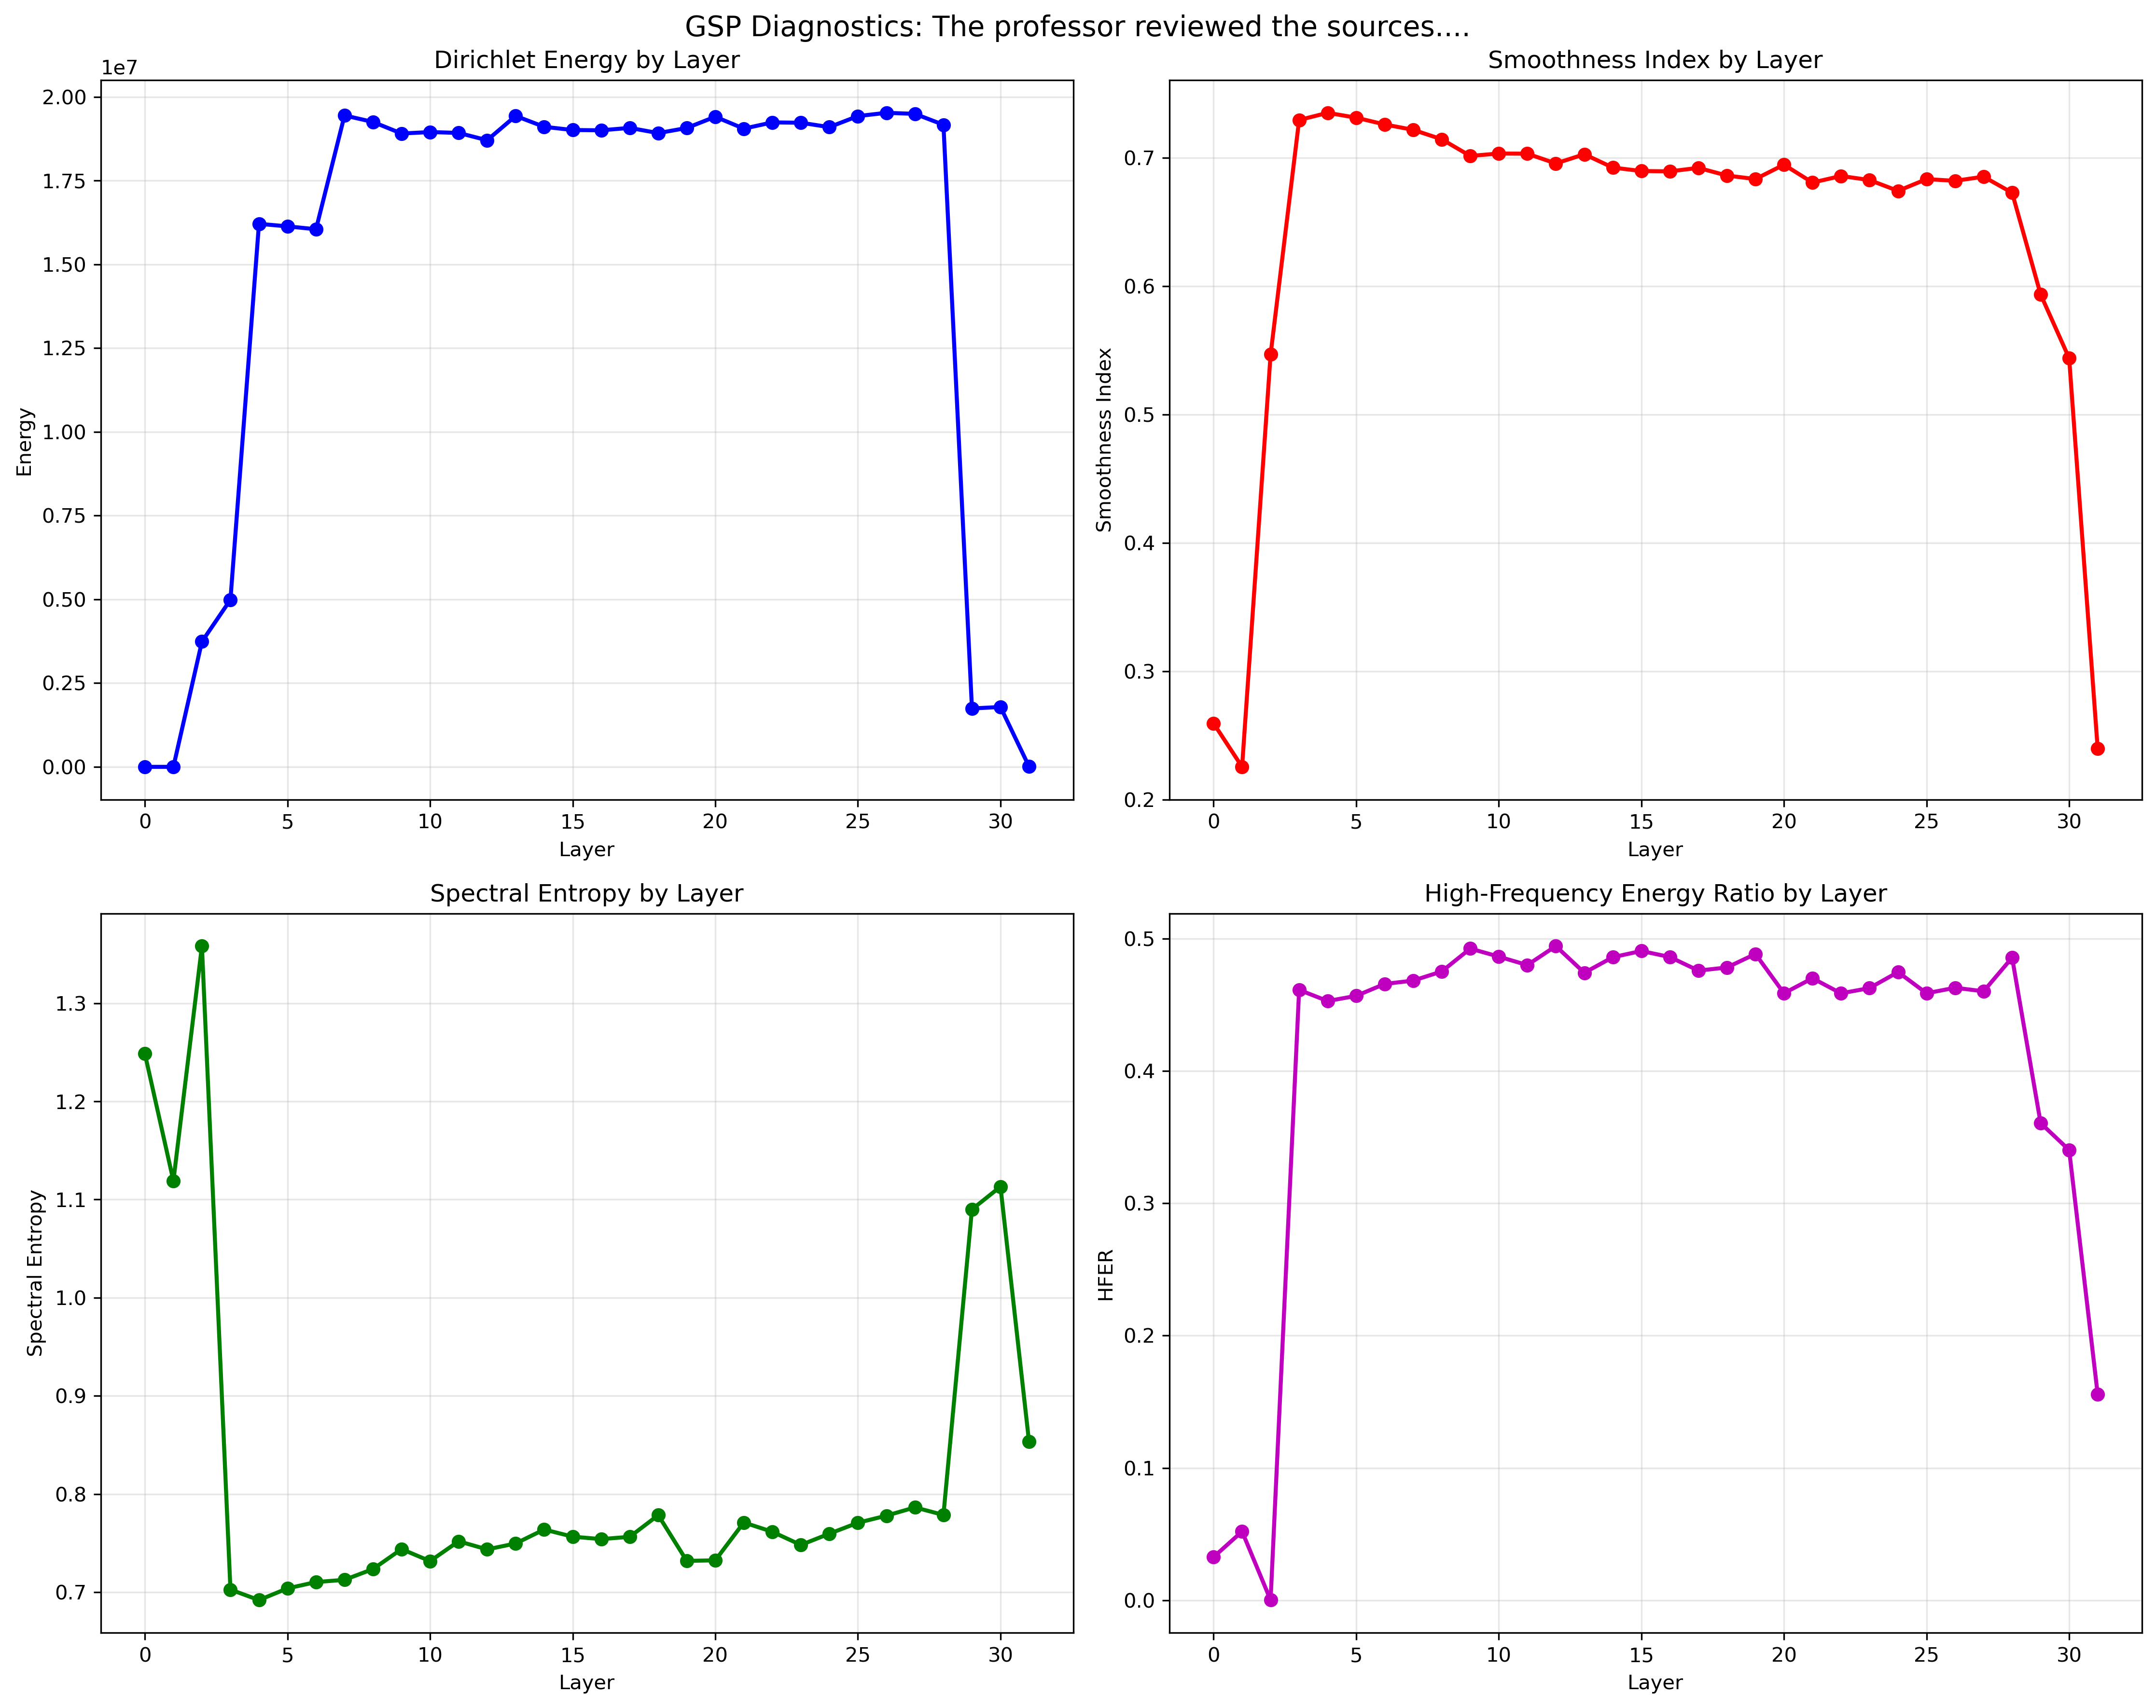 GSP Diagnostics: The professor reviewed the sources....
Dirichlet Energy by Layer
1e7
2.00
1.75
1.50
1.25
1.00
0.75
0.50
0.25
0.00
Energy
0 5 10 15 20 25 30
Layer
Smoothness Index by Layer
0.7
0.6
0.5
0.4
0.3
0.2
Smoothness Index
0 5 10 15 20 25 30
Layer
Spectral Entropy by Layer
1.3
1.2
1.1
1.0
0.9
0.8
0.7
Spectral Entropy
0 5 10 15 20 25 30
Layer
High-Frequency Energy Ratio by Layer
0.5
0.4
0.3
0.2
0.1
0.0
HFER
0 5 10 15 20 25 30
Layer